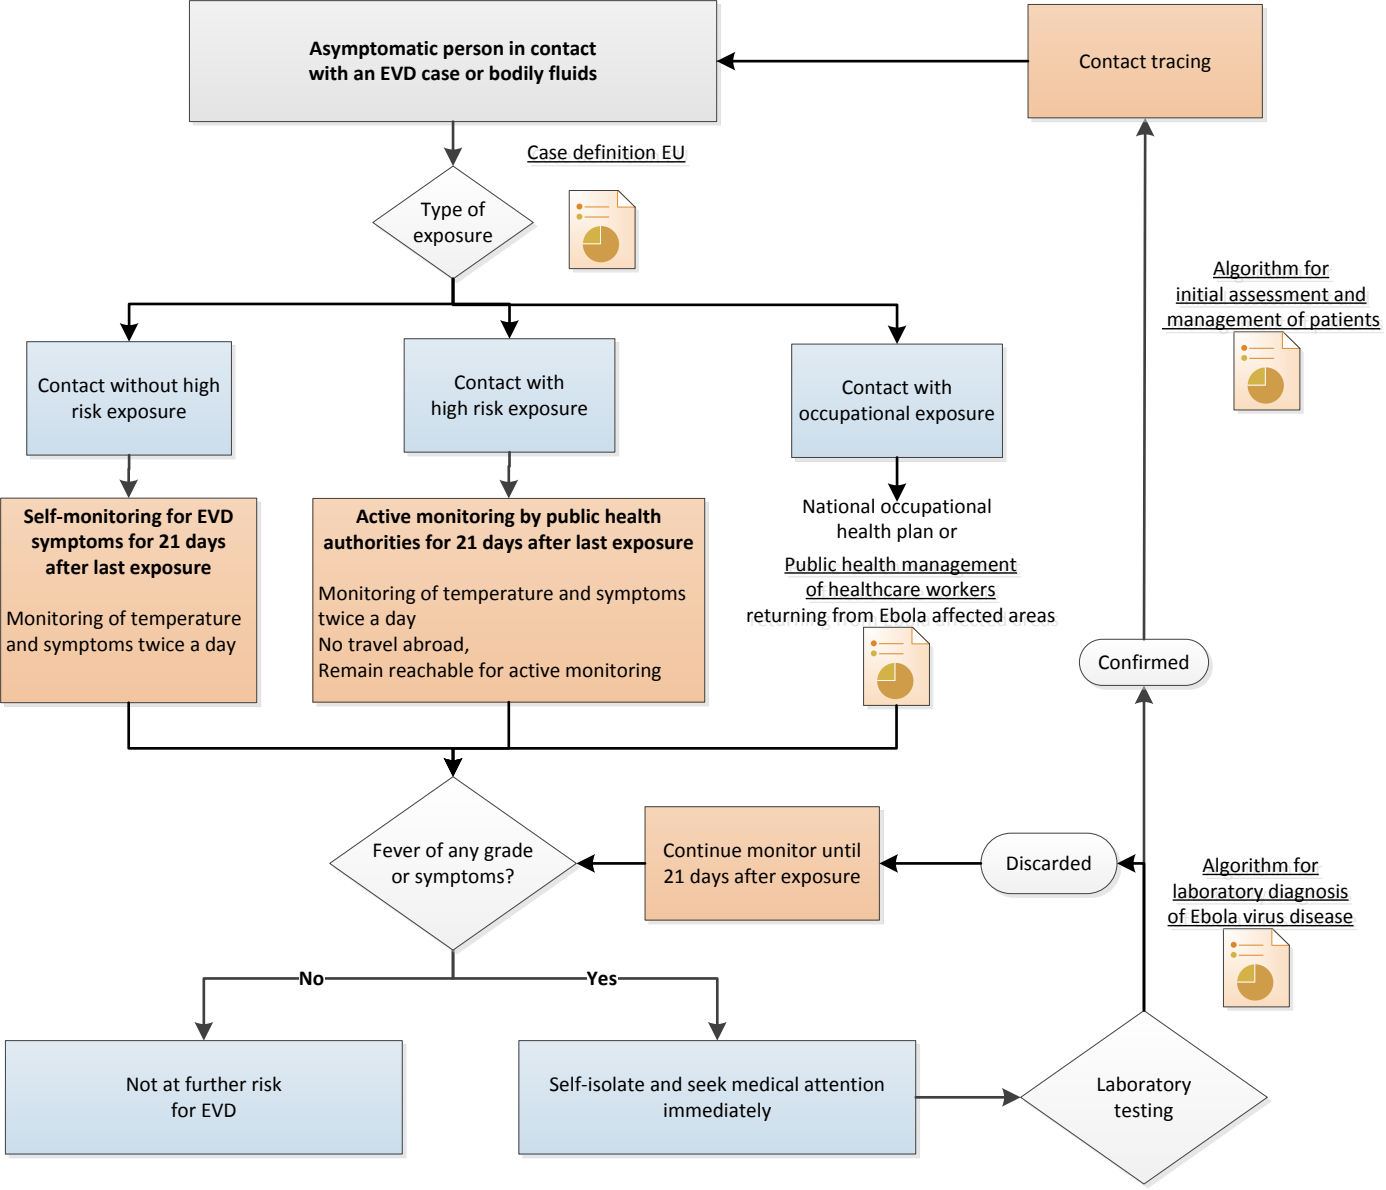 Asymptomatic person in contact
with an EVD case or bodily fluids
Contact tracing
Case definition EU
Type of
exposure
Algorithm for
initial assessment and
management of patients
Contact without high
risk exposure
Contact with
high risk exposure
Contact with
occupational exposure
Self-monitoring for EVD
symptoms for 21 days
after last exposure
Monitoring of temperature
and symptoms twice a day
Active monitoring by public health
authorities for 21 days after last exposure
Monitoring of temperature and symptoms
twice a day
No travel abroad,
Remain reachable for active monitoring
National occupational
health plan or
Public health management
of healthcare workers
returning from Ebola affected areas
Confirmed
Fever of any grade
or symptoms?
Continue monitor until
21 days after exposure
Discarded
Algorithm for
laboratory diagnosis
of Ebola virus disease
No
Yes
Not at further risk
for EVD
Self-isolate and seek medical attention
immediately
Laboratory
testing